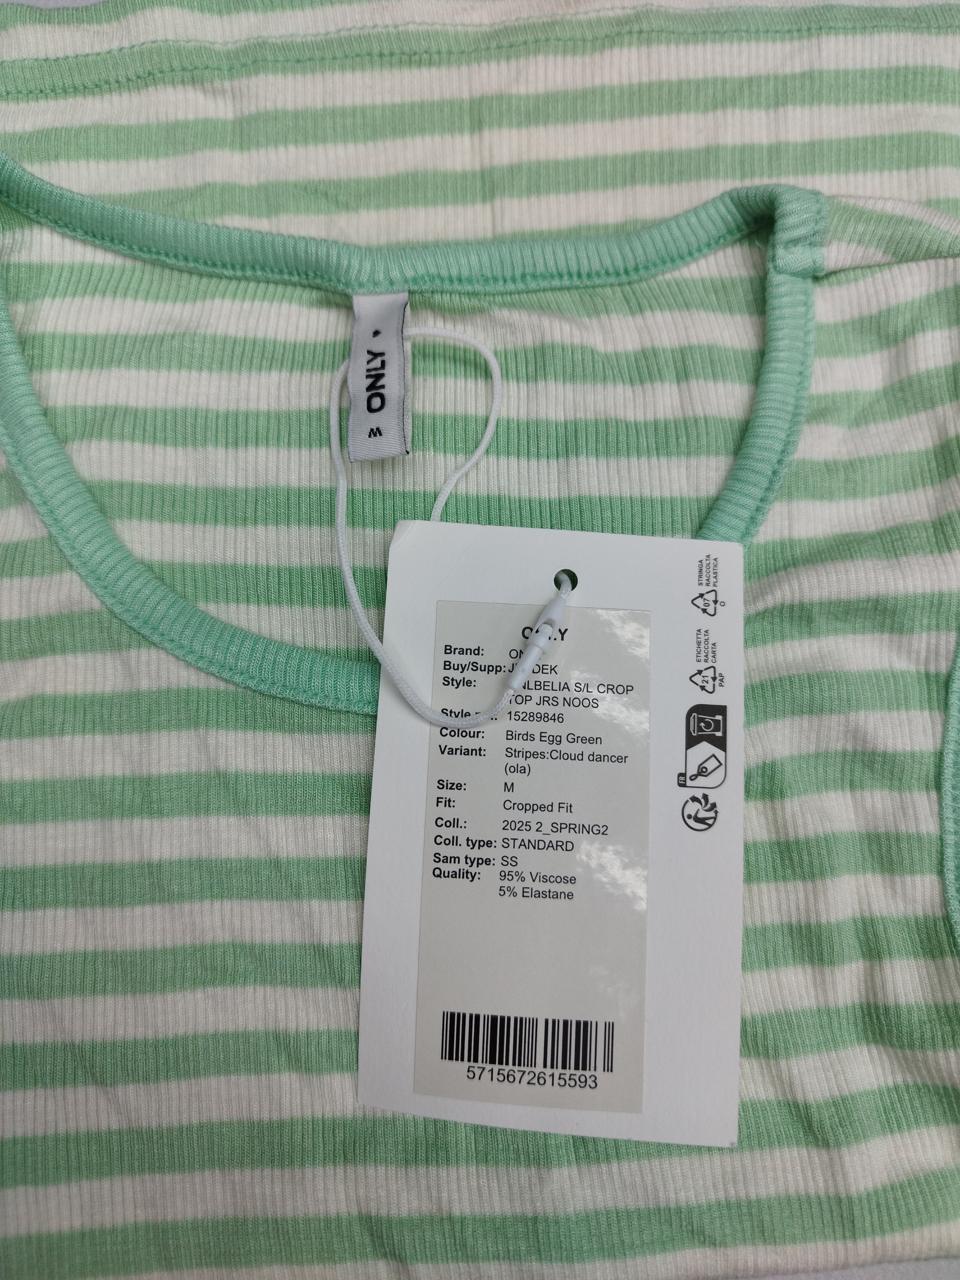 ONLY
M
STRINGA
RACCOLTA
PLASTICA
07
O
ETICHETTA
RACCOLTA
CARTA
21
PAP
FR
Brand:
Buy/Supp: DEK
Style: S/L CROP
TOP JRS NOOS
Style 15289846
Colour: Birds Egg Green
Variant: Stripes:Cloud dancer
(ola)
Size: M
Fit: Cropped Fit
Coll.: 2025 2_SPRING2
Coll. type: STANDARD
Sam type: SS
Quality: 95% Viscose
5% Elastane
5715672615593